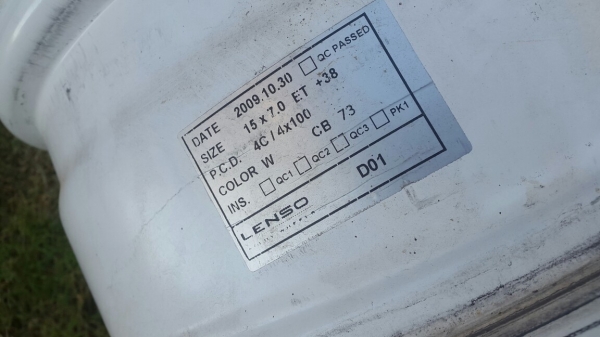 DATE 2009.10.30 QC PASSED
SIZE 15 x 7.0 ET +38
P.C.D. 4C / 4x100
COLOR W CB 73
INS. QC1 QC2 QC3 PK1
LENSO D01